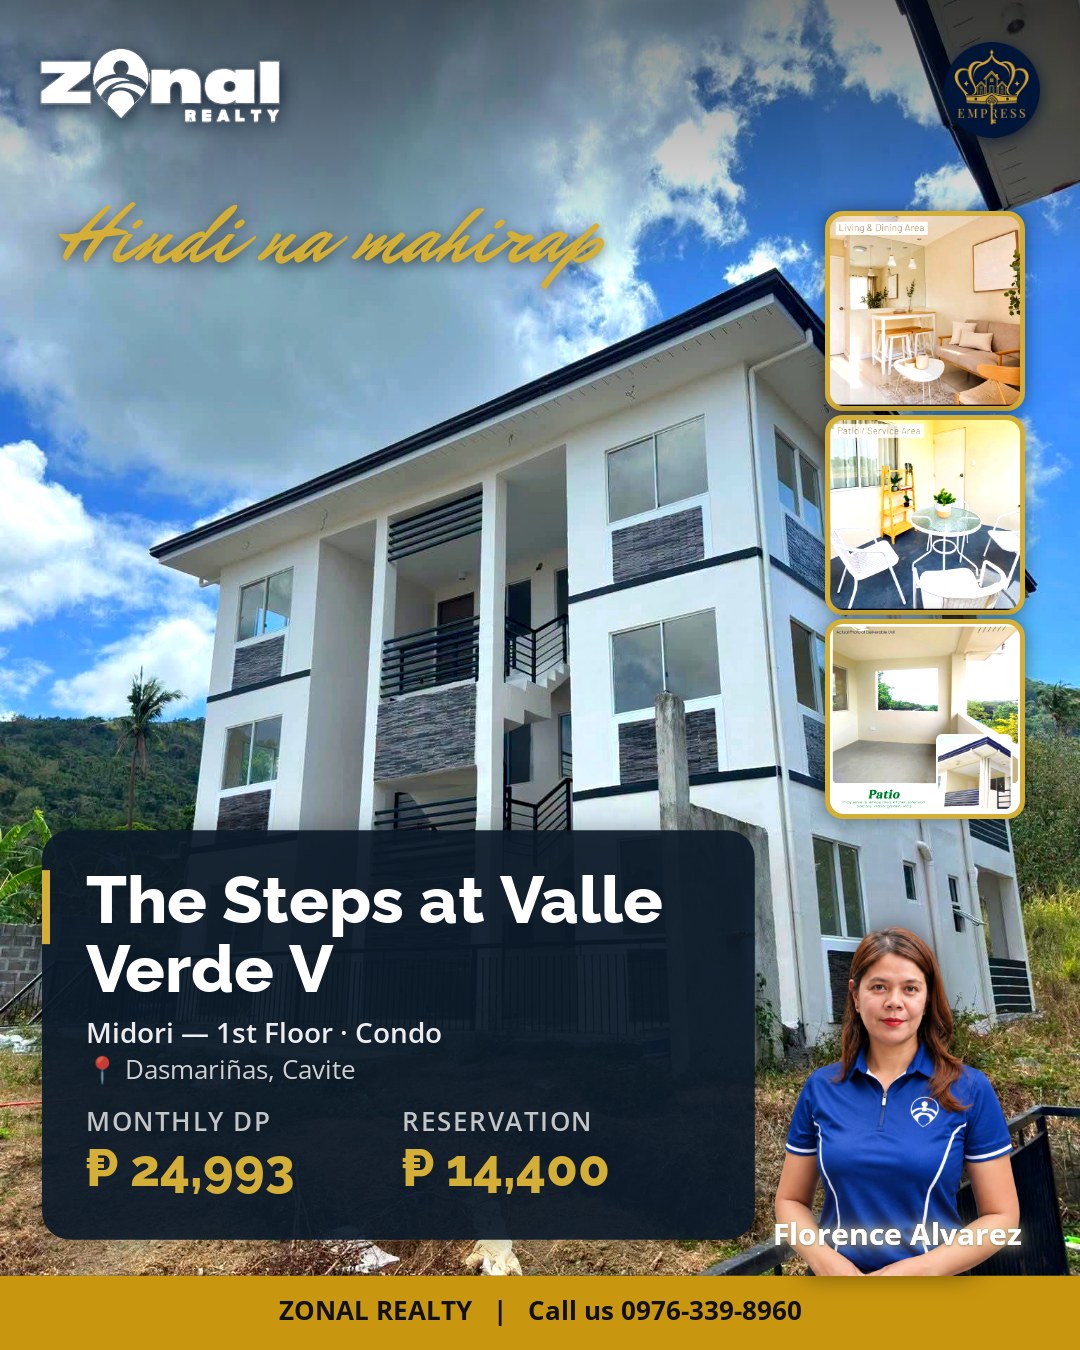 Zonal
REALTY
EMPRESS
Hindi na mahirap
Living & Dining Area
Patio / Service Area
Patio
The Steps at Valle
Verde V
Midori — 1st Floor · Condo
Dasmariñas, Cavite
MONTHLY DP
RESERVATION
₱ 24,993
₱ 14,400
Florence Alvarez
ZONAL REALTY | Call us 0976-339-8960